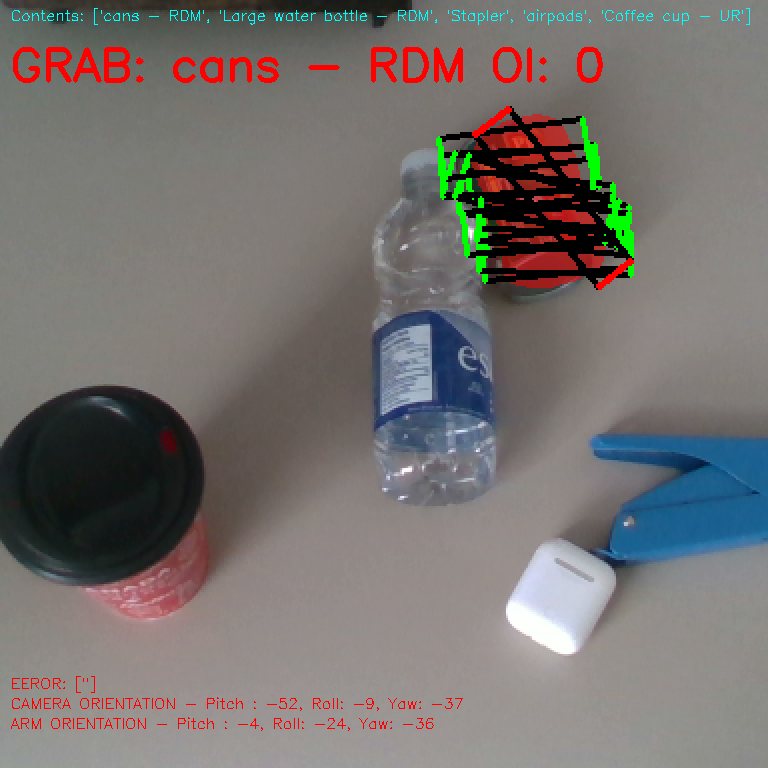 Contents: ['cans - RDM', 'Large water bottle - RDM', 'Stapler', 'airpods', 'Coffee cup - UR']
GRAB: cans - RDM OI: 0
es
EEROR: ['']
CAMERA ORIENTATION - Pitch : -52, Roll: -9, Yaw: -37
ARM ORIENTATION - Pitch : -4, Roll: -24, Yaw: -36